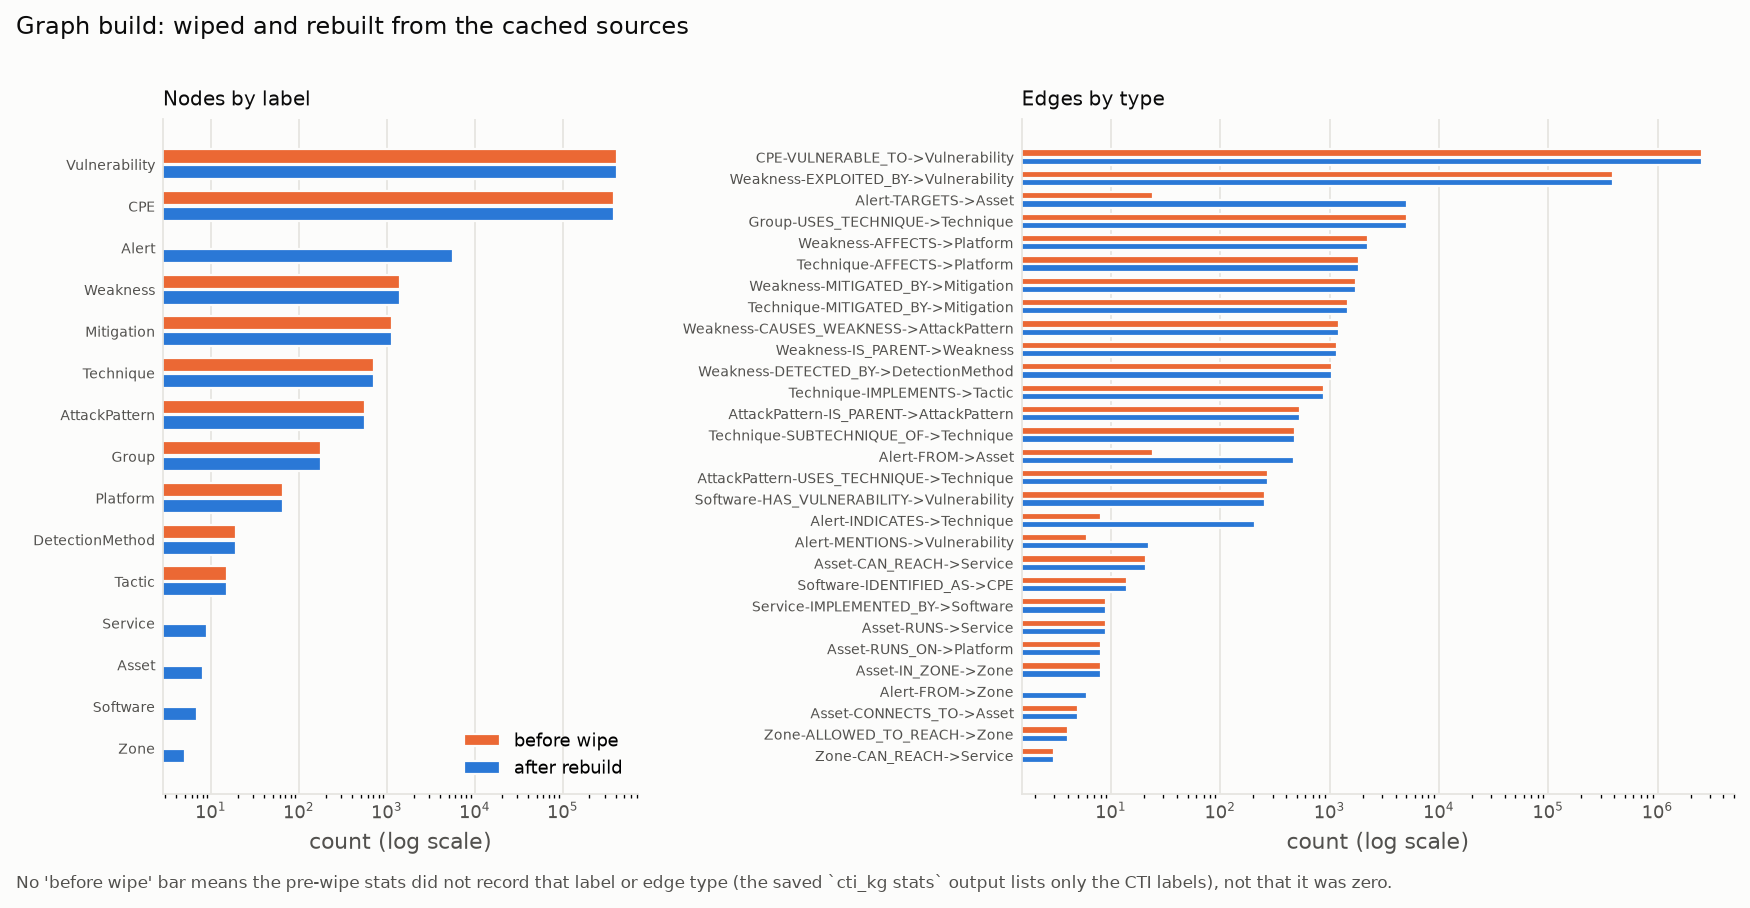 Graph build: wiped and rebuilt from the cached sources
Nodes by label
Vulnerability
CPE
Alert
Weakness
Mitigation
Technique
AttackPattern
Group
Platform
DetectionMethod
Tactic
Service
Asset
Software
Zone
before wipe
after rebuild
10¹ 10² 10³ 10⁴ 10⁵
count (log scale)
Edges by type
CPE-VULNERABLE_TO->Vulnerability
Weakness-EXPLOITED_BY->Vulnerability
Alert-TARGETS->Asset
Group-USES_TECHNIQUE->Technique
Weakness-AFFECTS->Platform
Technique-AFFECTS->Platform
Weakness-MITIGATED_BY->Mitigation
Technique-MITIGATED_BY->Mitigation
Weakness-CAUSES_WEAKNESS->AttackPattern
Weakness-IS_PARENT->Weakness
Weakness-DETECTED_BY->DetectionMethod
Technique-IMPLEMENTS->Tactic
AttackPattern-IS_PARENT->AttackPattern
Technique-SUBTECHNIQUE_OF->Technique
Alert-FROM->Asset
AttackPattern-USES_TECHNIQUE->Technique
Software-HAS_VULNERABILITY->Vulnerability
Alert-INDICATES->Technique
Alert-MENTIONS->Vulnerability
Asset-CAN_REACH->Service
Software-IDENTIFIED_AS->CPE
Service-IMPLEMENTED_BY->Software
Asset-RUNS->Service
Asset-RUNS_ON->Platform
Asset-IN_ZONE->Zone
Alert-FROM->Zone
Asset-CONNECTS_TO->Asset
Zone-ALLOWED_TO_REACH->Zone
Zone-CAN_REACH->Service
10¹ 10² 10³ 10⁴ 10⁵ 10⁶
count (log scale)
No 'before wipe' bar means the pre-wipe stats did not record that label or edge type (the saved `cti_kg stats` output lists only the CTI labels), not that it was zero.